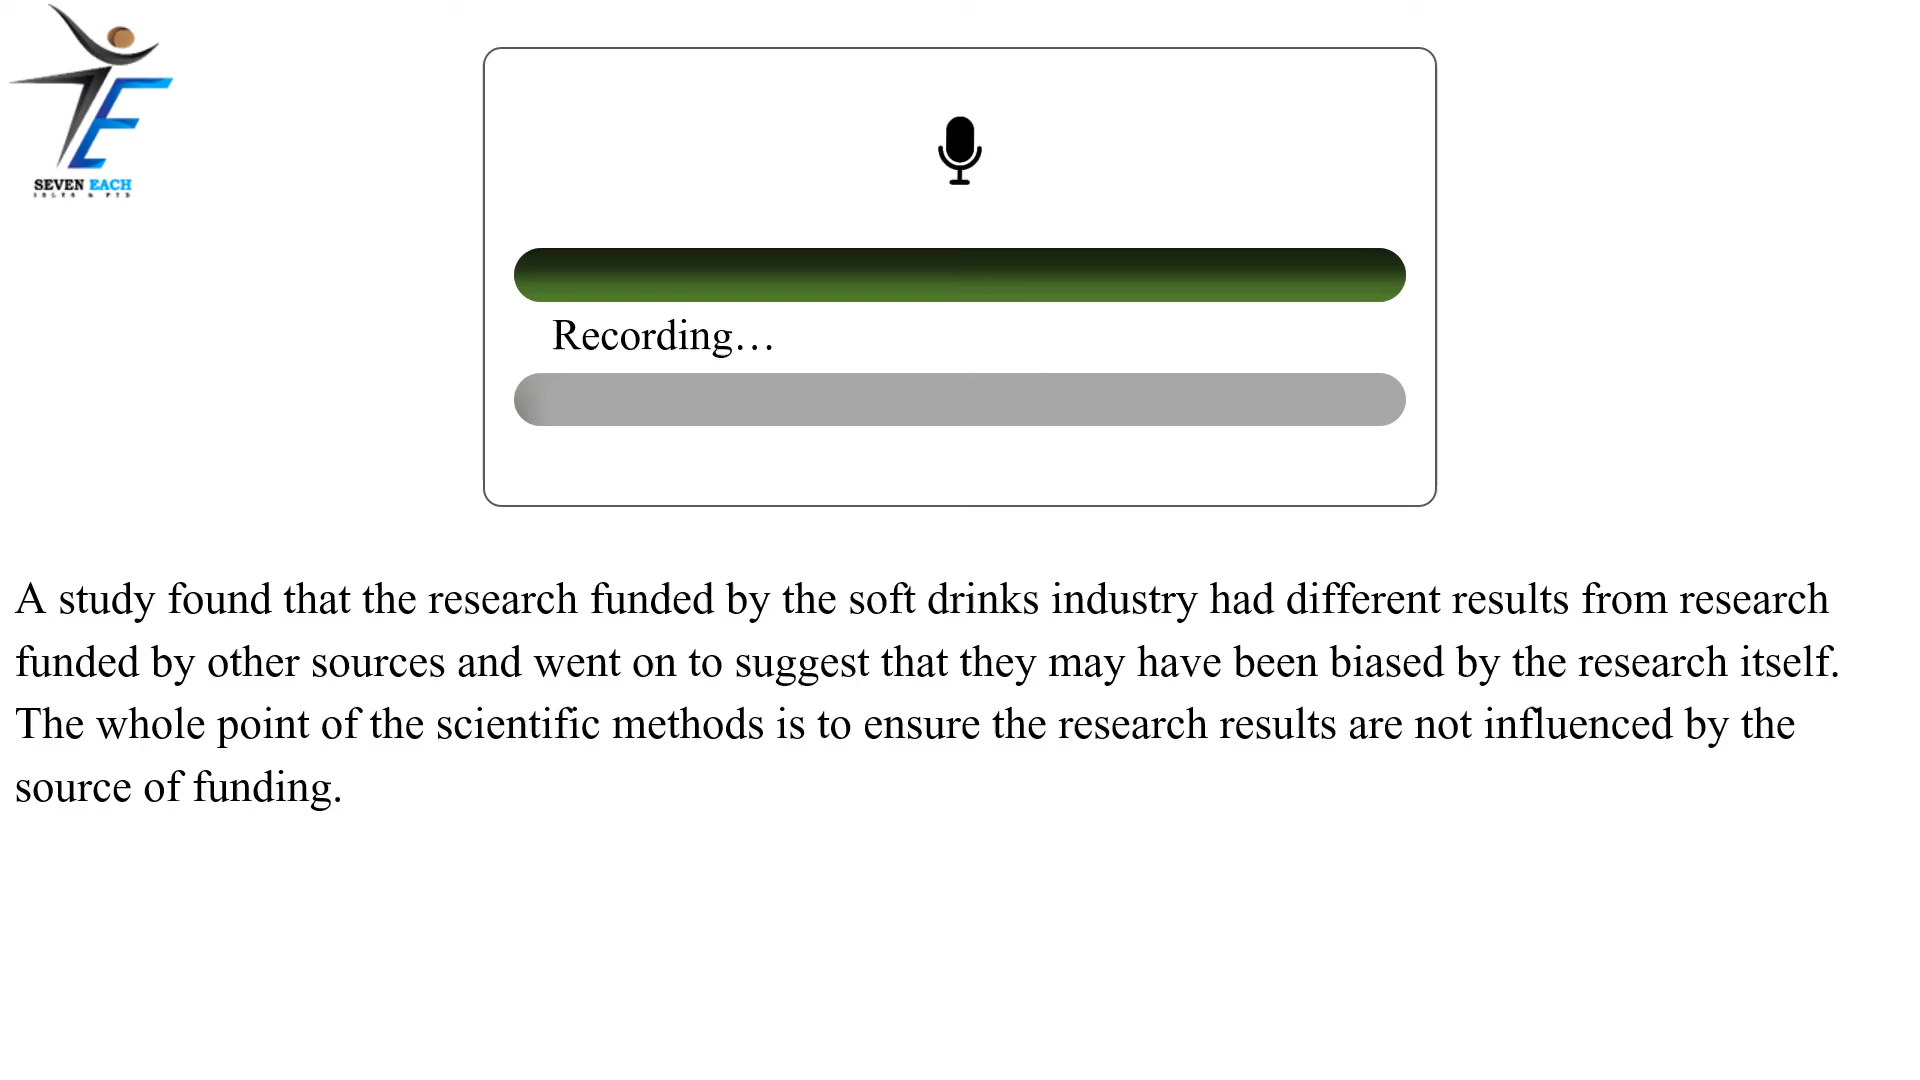 SEVEN EACH
IELTS & PTE
Recording…
A study found that the research funded by the soft drinks industry had different results from research
funded by other sources and went on to suggest that they may have been biased by the research itself.
The whole point of the scientific methods is to ensure the research results are not influenced by the
source of funding.